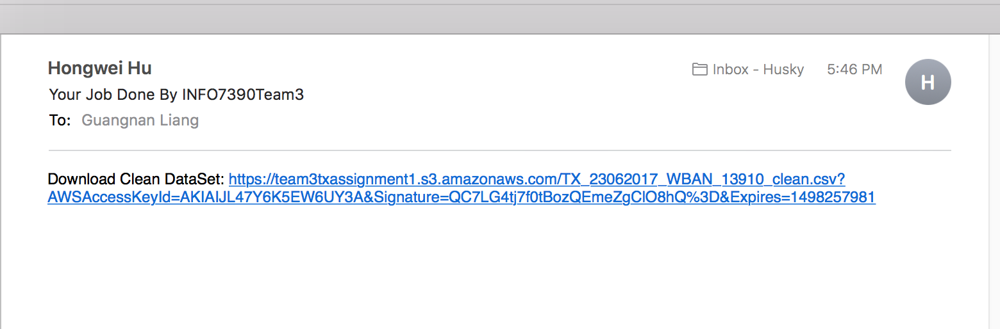 Hongwei Hu
Inbox - Husky
5:46 PM
H
Your Job Done By INFO7390Team3
To: Guangnan Liang
Download Clean DataSet: https://team3txassignment1.s3.amazonaws.com/TX_23062017_WBAN_13910_clean.csv?
AWSAccessKeyId=AKIAIJL47Y6K5EW6UY3A&Signature=QC7LG4tj7f0tBozQEmeZgClO8hQ%3D&Expires=1498257981